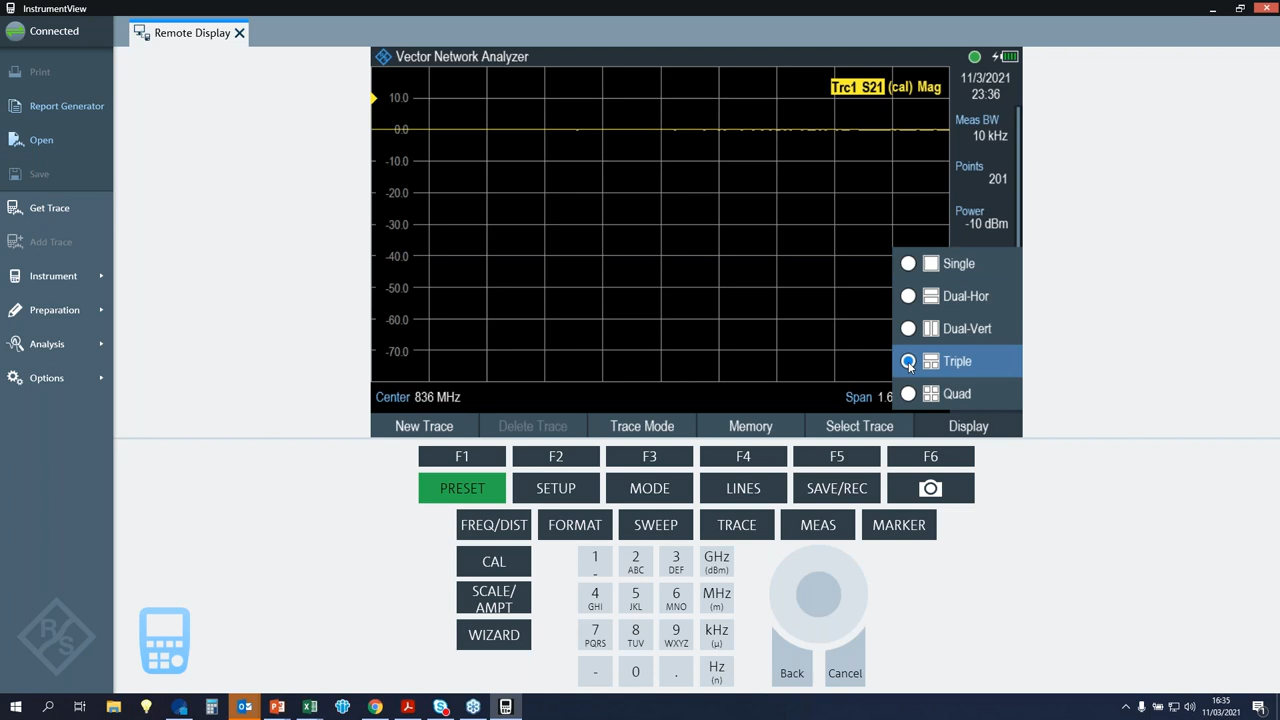 InstrumentView
Connected
Remote Display
Print
Report Generator
Open
Save
Get Trace
Add Trace
Instrument
Preparation
Analysis
Options
Vector Network Analyzer
11/3/2021
23:36
Trc1 S21 (cal) Mag
10.0
0.0
-10.0
-20.0
-30.0
-40.0
-50.0
-60.0
-70.0
Meas BW
10 kHz
Points
201
Power
-10 dBm
Single
Dual-Hor
Dual-Vert
Triple
Quad
Center 836 MHz
Span 1.6
New Trace
Delete Trace
Trace Mode
Memory
Select Trace
Display
F1
F2
F3
F4
F5
F6
PRESET
SETUP
MODE
LINES
SAVE/REC
FREQ/DIST
FORMAT
SWEEP
TRACE
MEAS
MARKER
CAL
SCALE/
AMPT
WIZARD
1
-
2
ABC
3
DEF
GHz
(dBm)
4
GHI
5
JKL
6
MNO
MHz
(m)
7
PQRS
8
TUV
9
WXYZ
kHz
(µ)
-
0
.
Hz
(n)
Back
Cancel
R S
16:35
11/03/2021
1